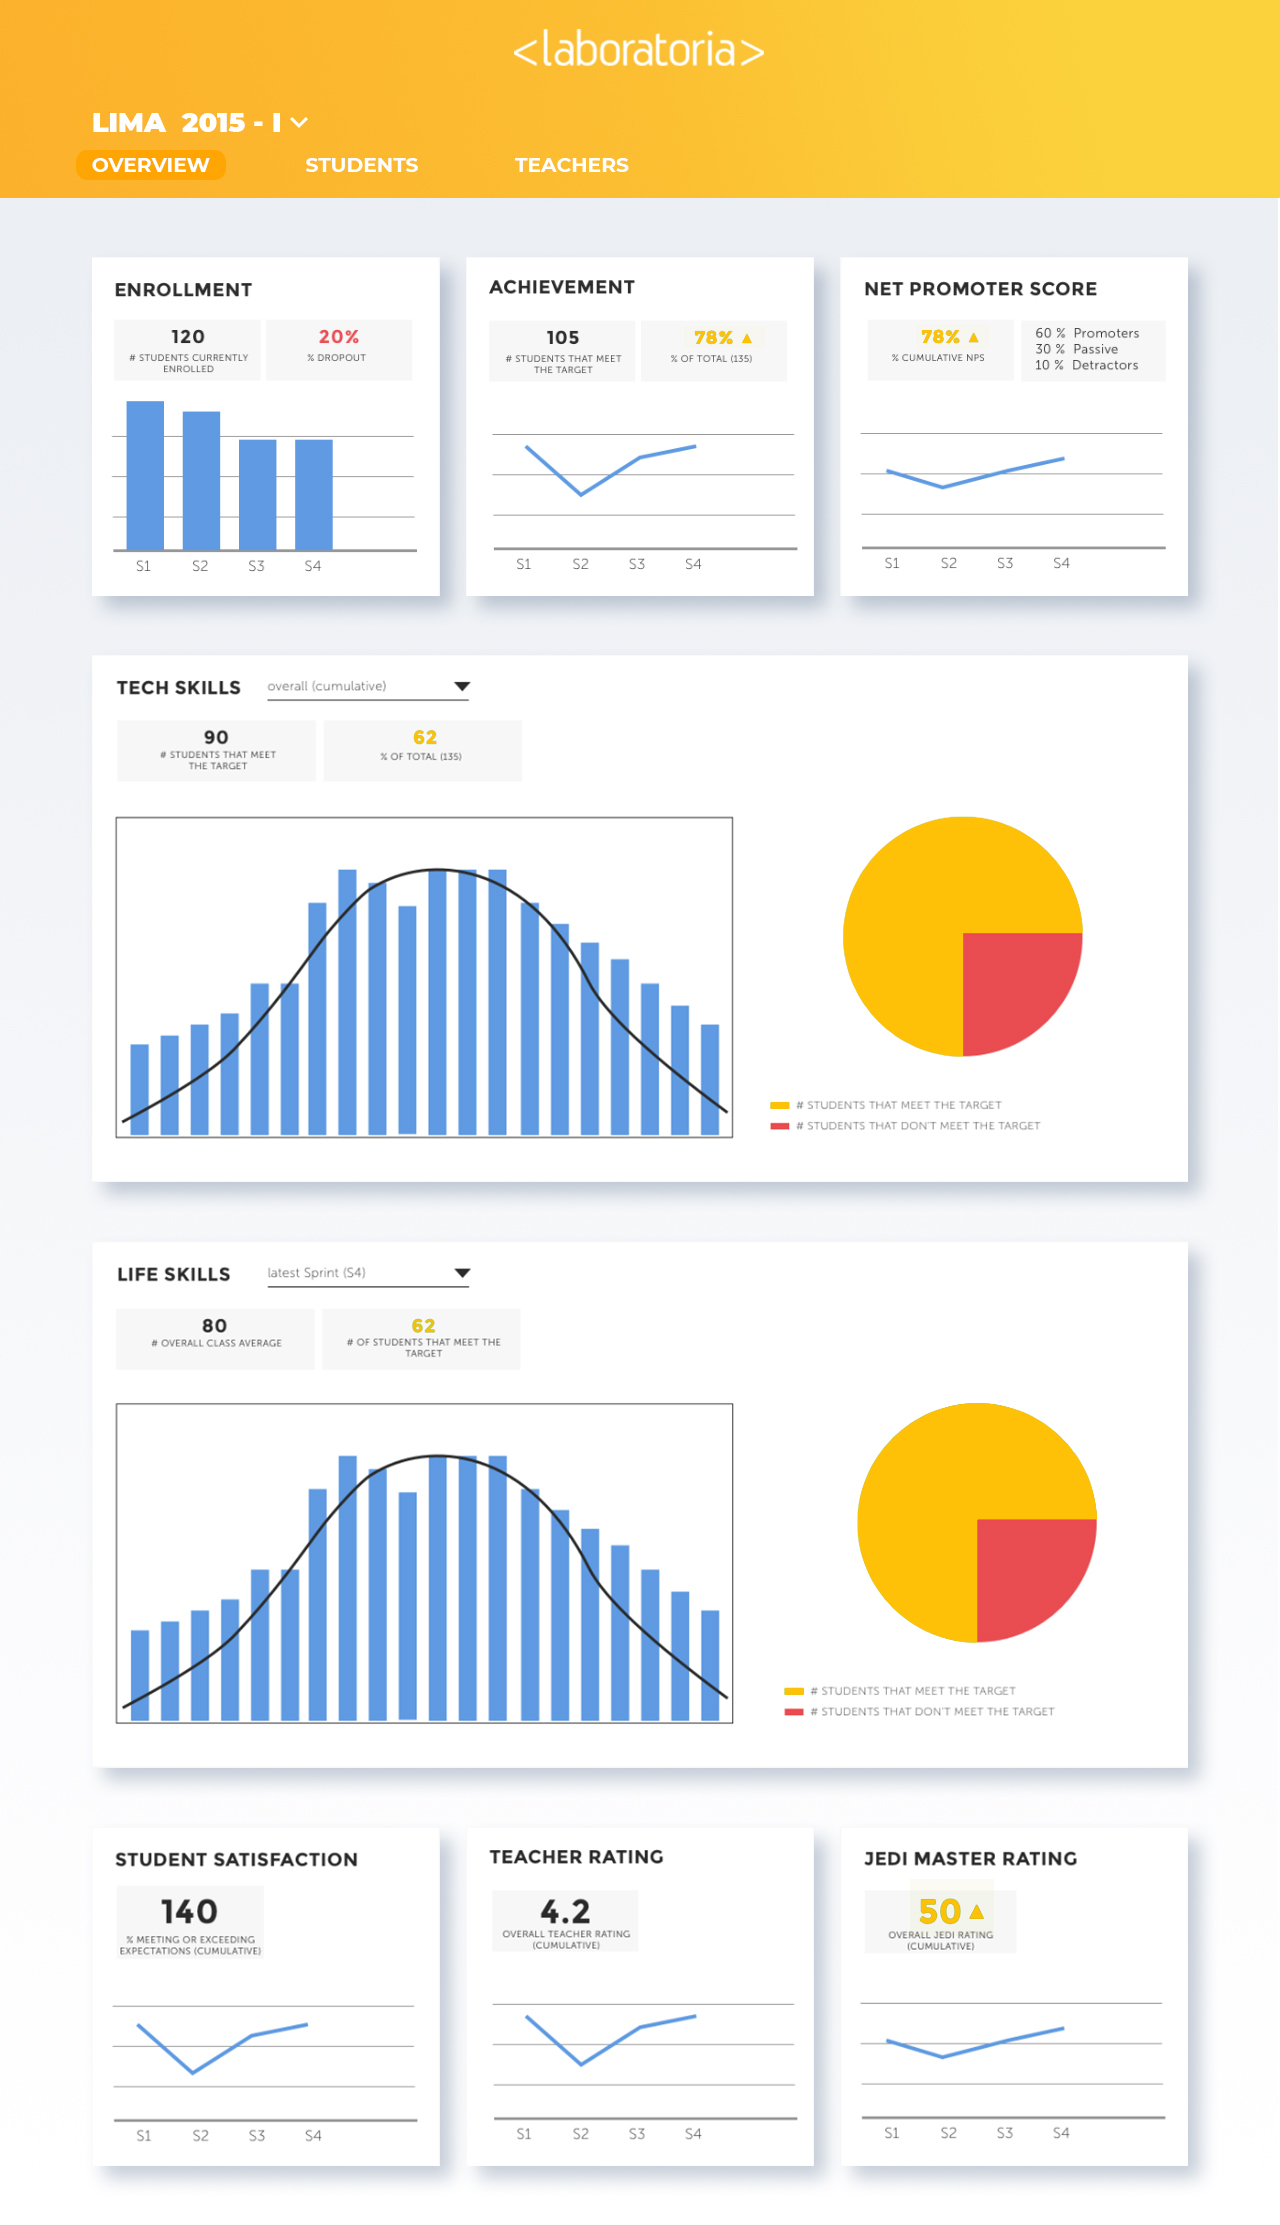 <laboratoria>
LIMA 2015 - I
OVERVIEW STUDENTS TEACHERS
ENROLLMENT
120
# STUDENTS CURRENTLY
ENROLLED
20%
% DROPOUT
S1 S2 S3 S4
ACHIEVEMENT
105
# STUDENTS THAT MEET
THE TARGET
78% ▲
% OF TOTAL (135)
S1 S2 S3 S4
NET PROMOTER SCORE
78% ▲
% CUMULATIVE NPS
60 % Promoters
30 % Passive
10 % Detractors
S1 S2 S3 S4
TECH SKILLS
overall (cumulative)
90
# STUDENTS THAT MEET
THE TARGET
62
% OF TOTAL (135)
# STUDENTS THAT MEET THE TARGET
# STUDENTS THAT DON'T MEET THE TARGET
LIFE SKILLS
latest Sprint (S4)
80
# OVERALL CLASS AVERAGE
62
# OF STUDENTS THAT MEET THE
TARGET
# STUDENTS THAT MEET THE TARGET
# STUDENTS THAT DON'T MEET THE TARGET
STUDENT SATISFACTION
140
% MEETING OR EXCEEDING
EXPECTATIONS (CUMULATIVE)
S1 S2 S3 S4
TEACHER RATING
4.2
OVERALL TEACHER RATING
(CUMULATIVE)
S1 S2 S3 S4
JEDI MASTER RATING
50 ▲
OVERALL JEDI RATING
(CUMULATIVE)
S1 S2 S3 S4